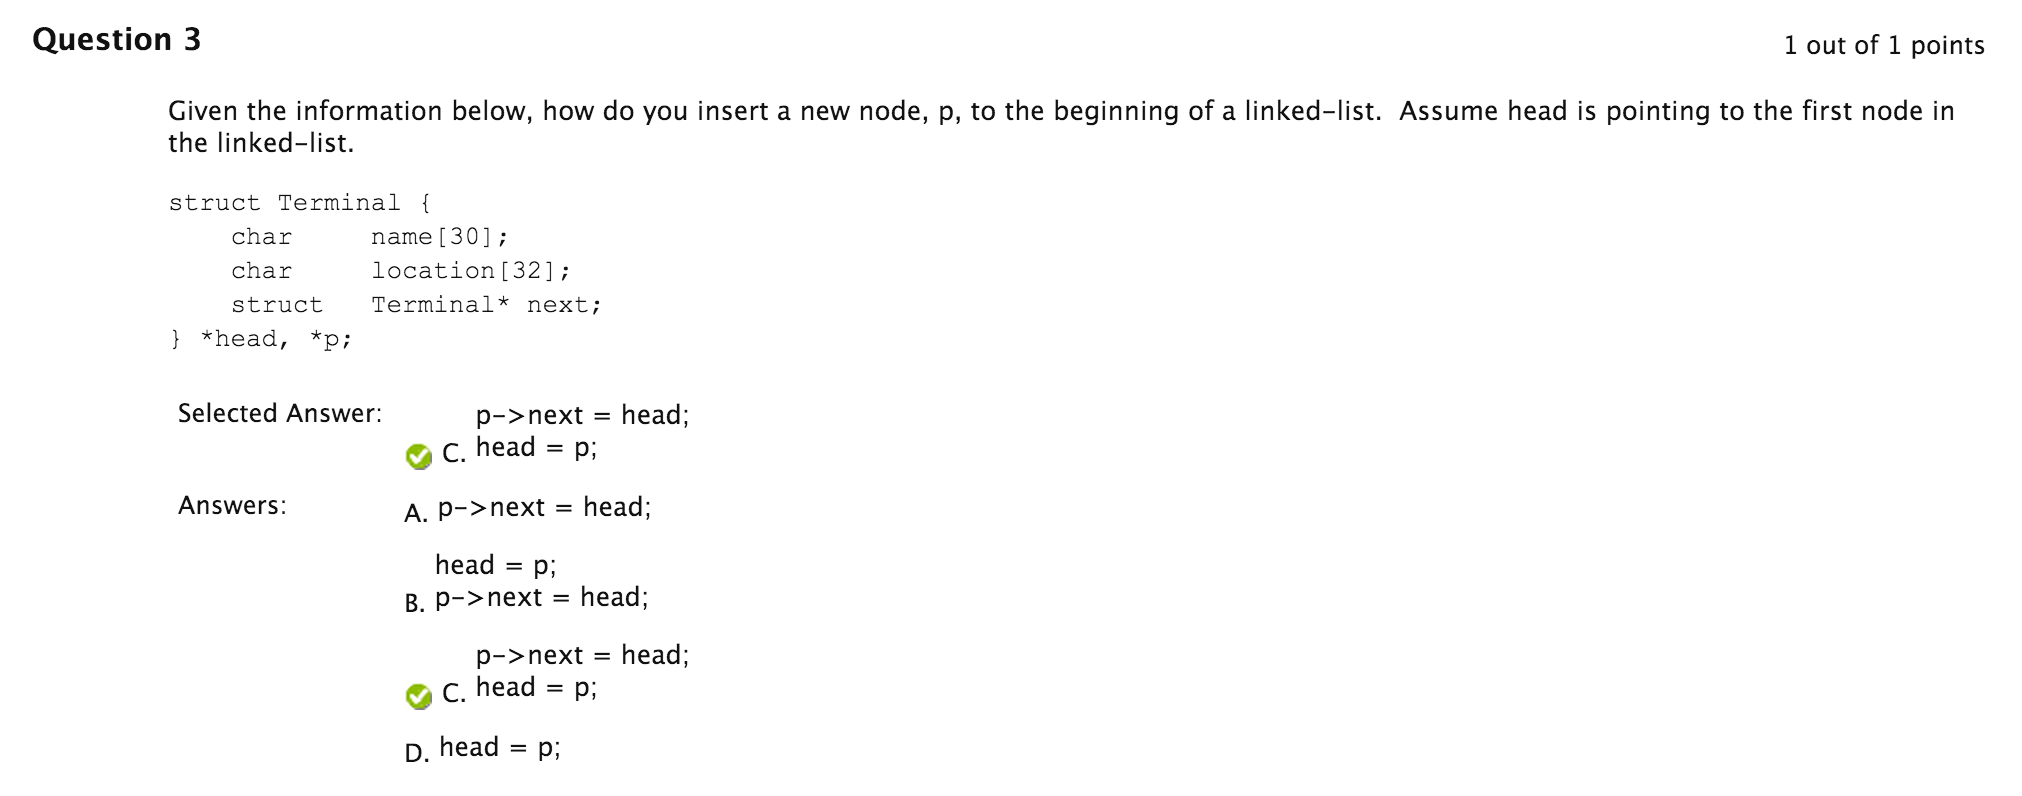 Question 3
1 out of 1 points
Given the information below, how do you insert a new node, p, to the beginning of a linked-list.  Assume head is pointing to the first node in
the linked-list.
struct Terminal {
    char     name[30];
    char     location[32];
    struct   Terminal* next;
} *head, *p;
Selected Answer:
p->next = head;
C. head = p;
Answers:
A. p->next = head;
head = p;
B. p->next = head;
p->next = head;
C. head = p;
D. head = p;